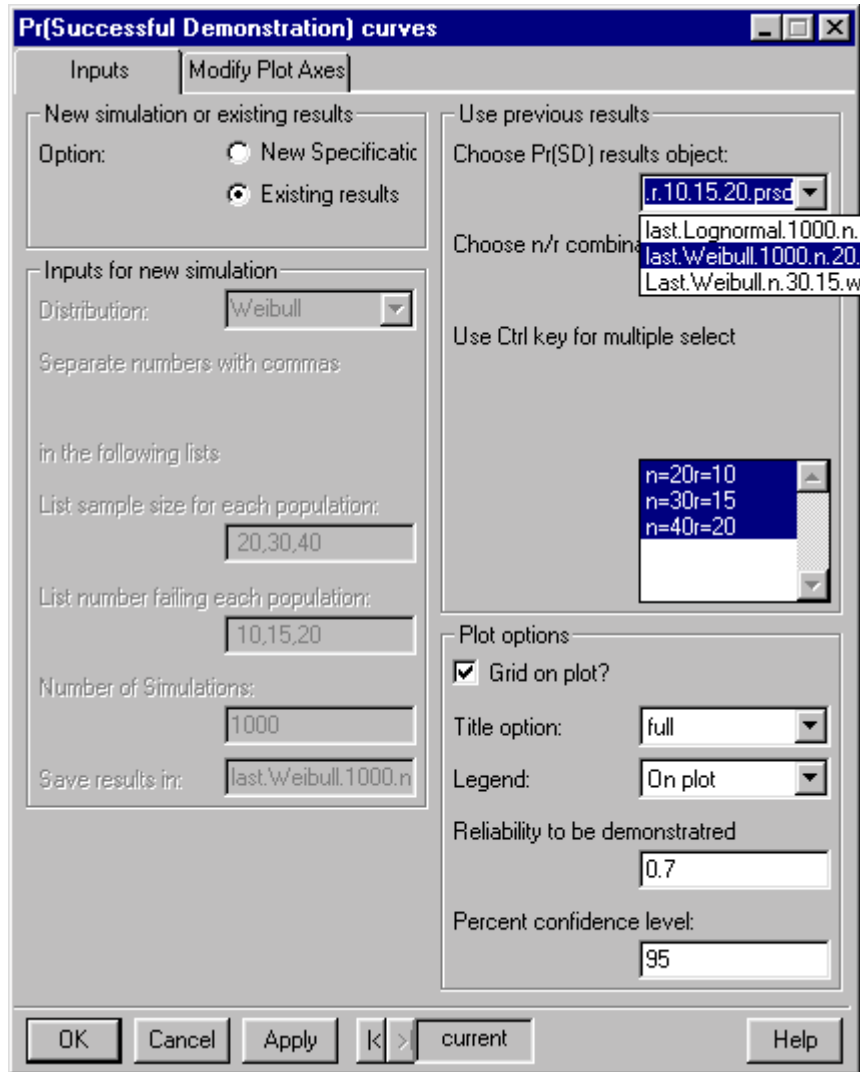 Pr(Successful Demonstration) curves
Inputs
Modify Plot Axes
New simulation or existing results
Option:
New Specificatic
Existing results
Inputs for new simulation
Distribution:
Weibull
Separate numbers with commas
in the following lists
List sample size for each population:
20,30,40
List number failing each population:
10,15,20
Number of Simulations:
1000
Save results in:
last.Weibull.1000.n
Use previous results
Choose Pr(SD) results object:
.r.10.15.20.prsd
last.Lognormal.1000.n.
last.Weibull.1000.n.20.
Last.Weibull.n.30.15.w
Choose n/r combina
Use Ctrl key for multiple select
n=20r=10
n=30r=15
n=40r=20
Plot options
Grid on plot?
Title option:
full
Legend:
On plot
Reliability to be demonstratred
0.7
Percent confidence level:
95
OK
Cancel
Apply
current
Help